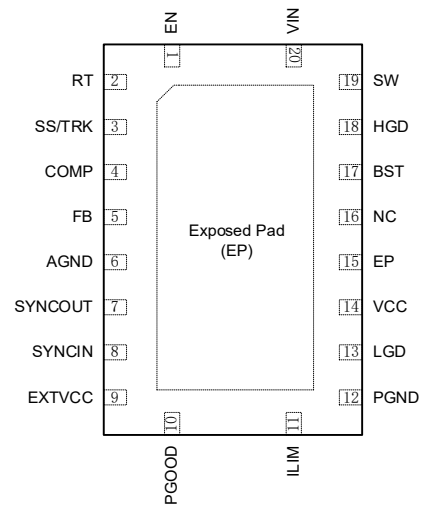 EN
VIN
1
20
RT 2
19 SW
SS/TRK 3
18 HGD
COMP 4
17 BST
FB 5
16 NC
Exposed Pad
(EP)
AGND 6
15 EP
SYNCOUT 7
14 VCC
SYNCIN 8
13 LGD
EXTVCC 9
12 PGND
10
11
PGOOD
ILIM